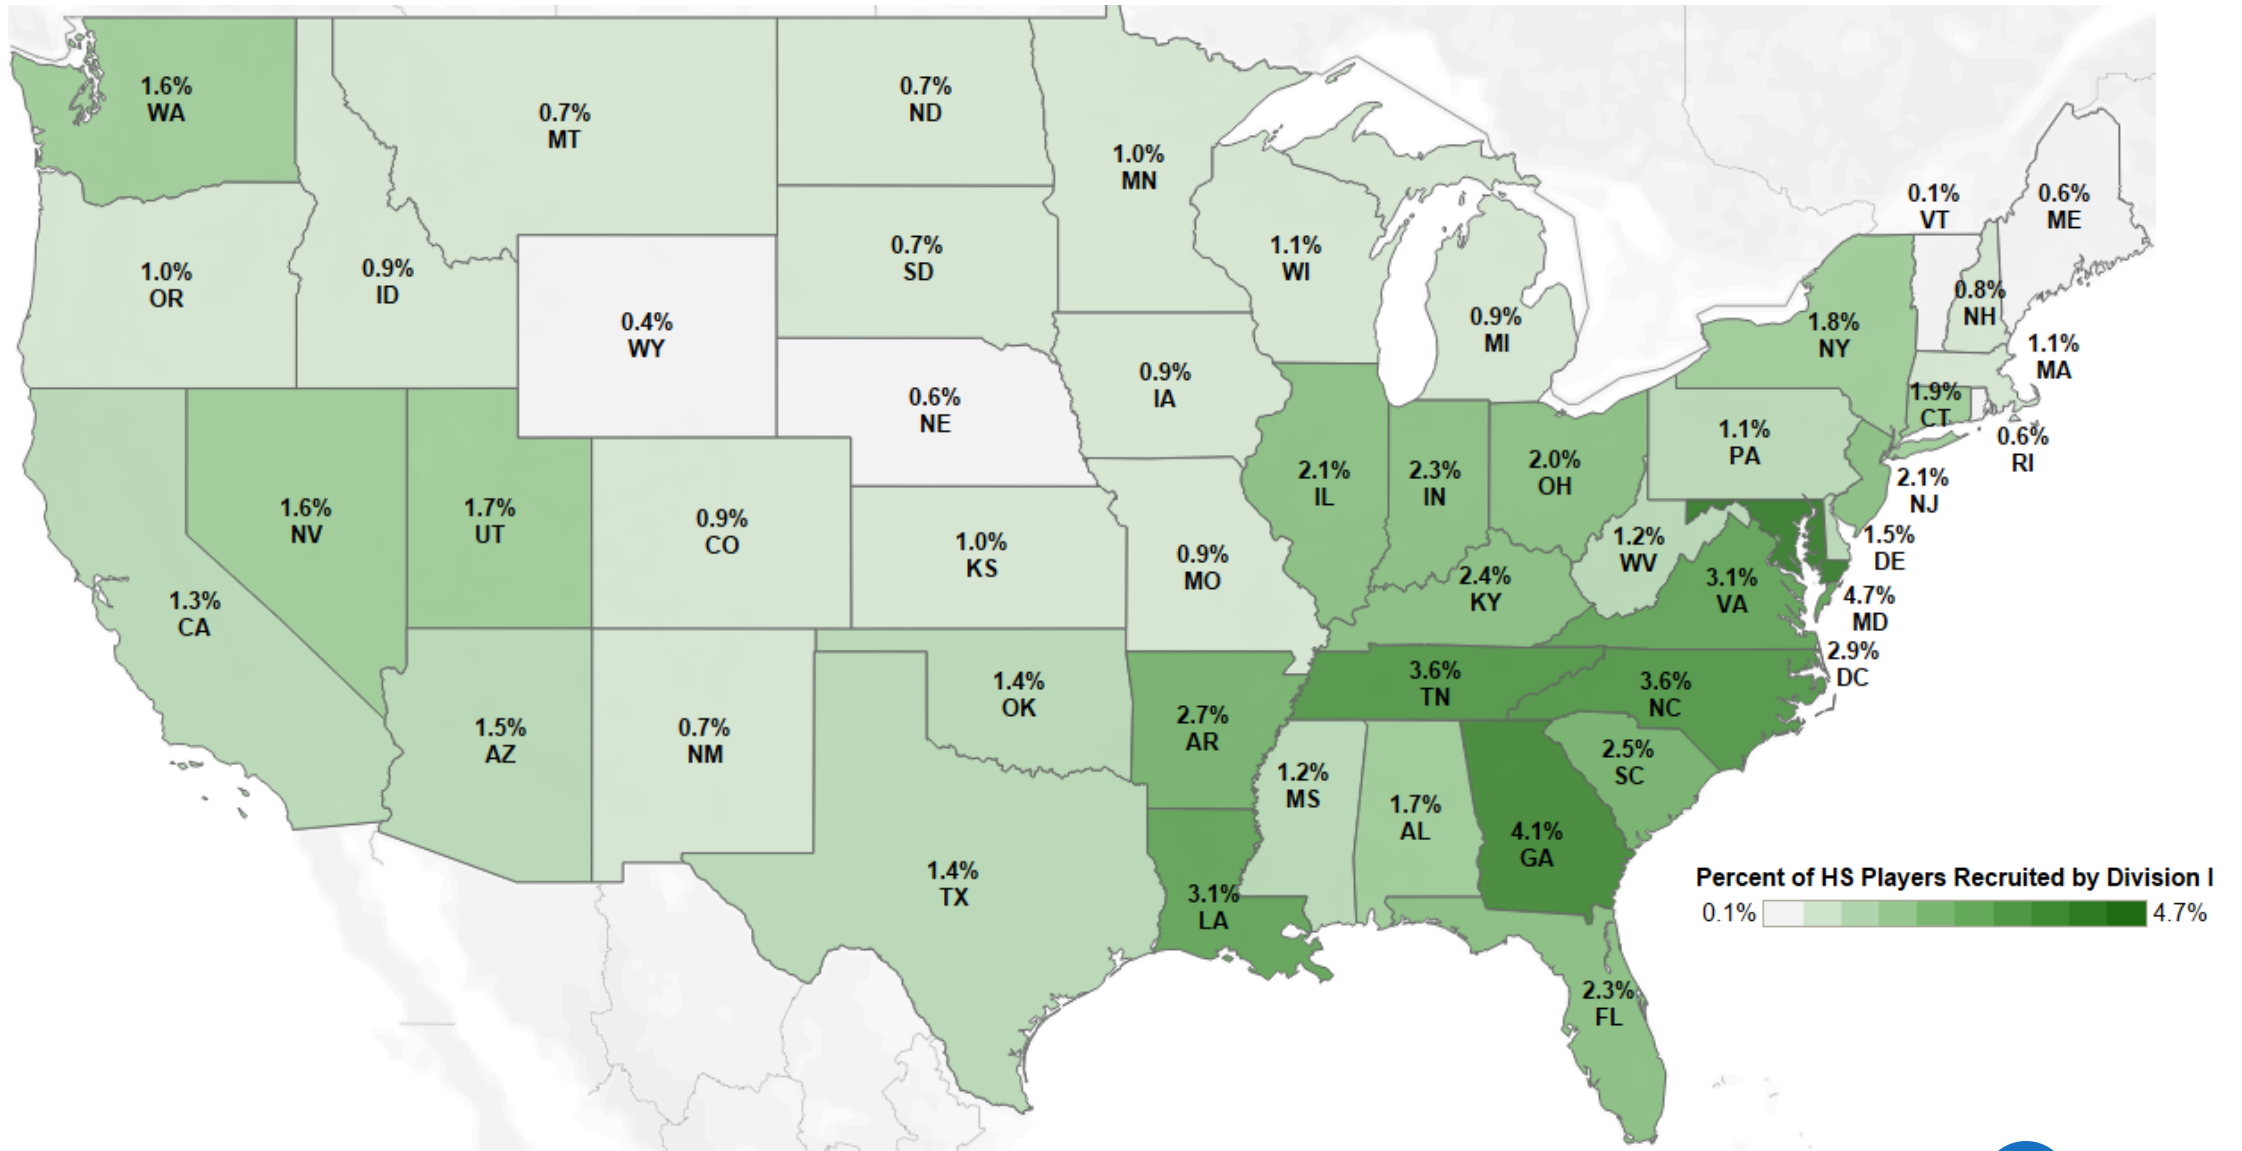 1.6%
WA
0.7%
MT
0.7%
ND
1.0%
MN
0.1%
VT
0.6%
ME
1.0%
OR
0.9%
ID
0.4%
WY
0.7%
SD
1.1%
WI
0.9%
MI
1.8%
NY
0.8%
NH
1.1%
MA
0.6%
NE
0.9%
IA
1.9%
CT
0.6%
RI
1.6%
NV
1.7%
UT
0.9%
CO
1.0%
KS
0.9%
MO
2.1%
IL
2.3%
IN
2.0%
OH
1.1%
PA
2.1%
NJ
1.3%
CA
2.4%
KY
1.2%
WV
3.1%
VA
1.5%
DE
4.7%
MD
2.9%
DC
1.5%
AZ
0.7%
NM
1.4%
OK
2.7%
AR
3.6%
TN
3.6%
NC
2.5%
SC
1.4%
TX
3.1%
LA
1.2%
MS
1.7%
AL
4.1%
GA
2.3%
FL
Percent of HS Players Recruited by Division I
0.1% 4.7%